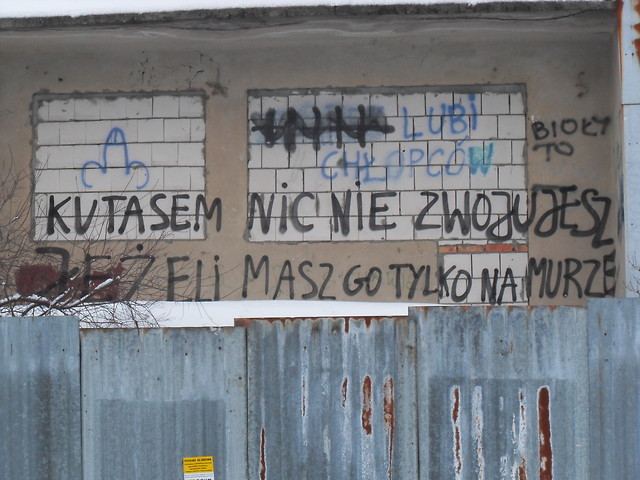 LUBi
CHŁOPCÓW
BIOŁY
TO
KUTASEM NiC NIE ZWOJUJESZ
JEŻELI MASZ GO TYLKO NA MURZE